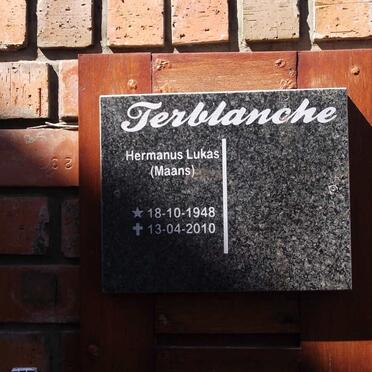 Terblanche
Hermanus Lukas
(Maans)
★ 18-10-1948
✝ 13-04-2010